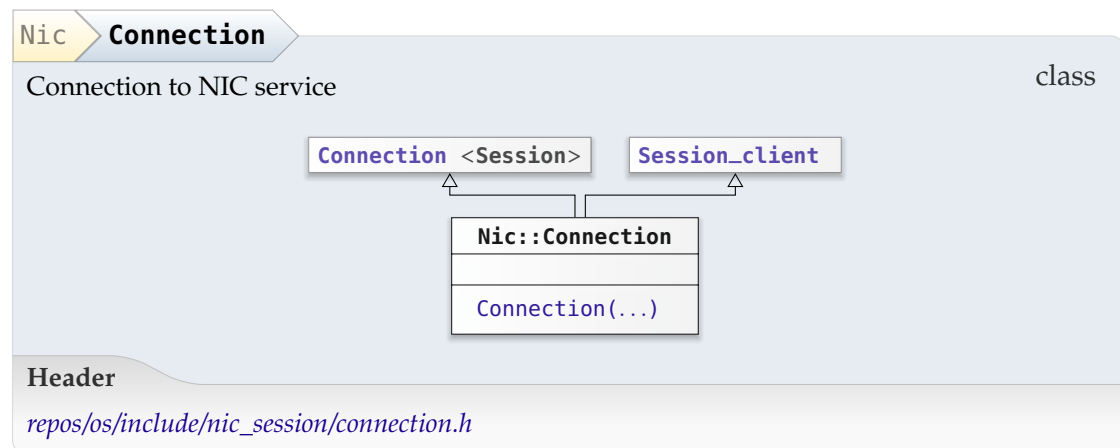 Nic Connection
Connection to NIC service
class
Connection <Session>
Session_client
Nic::Connection
Connection(...)
Header
repos/os/include/nic_session/connection.h